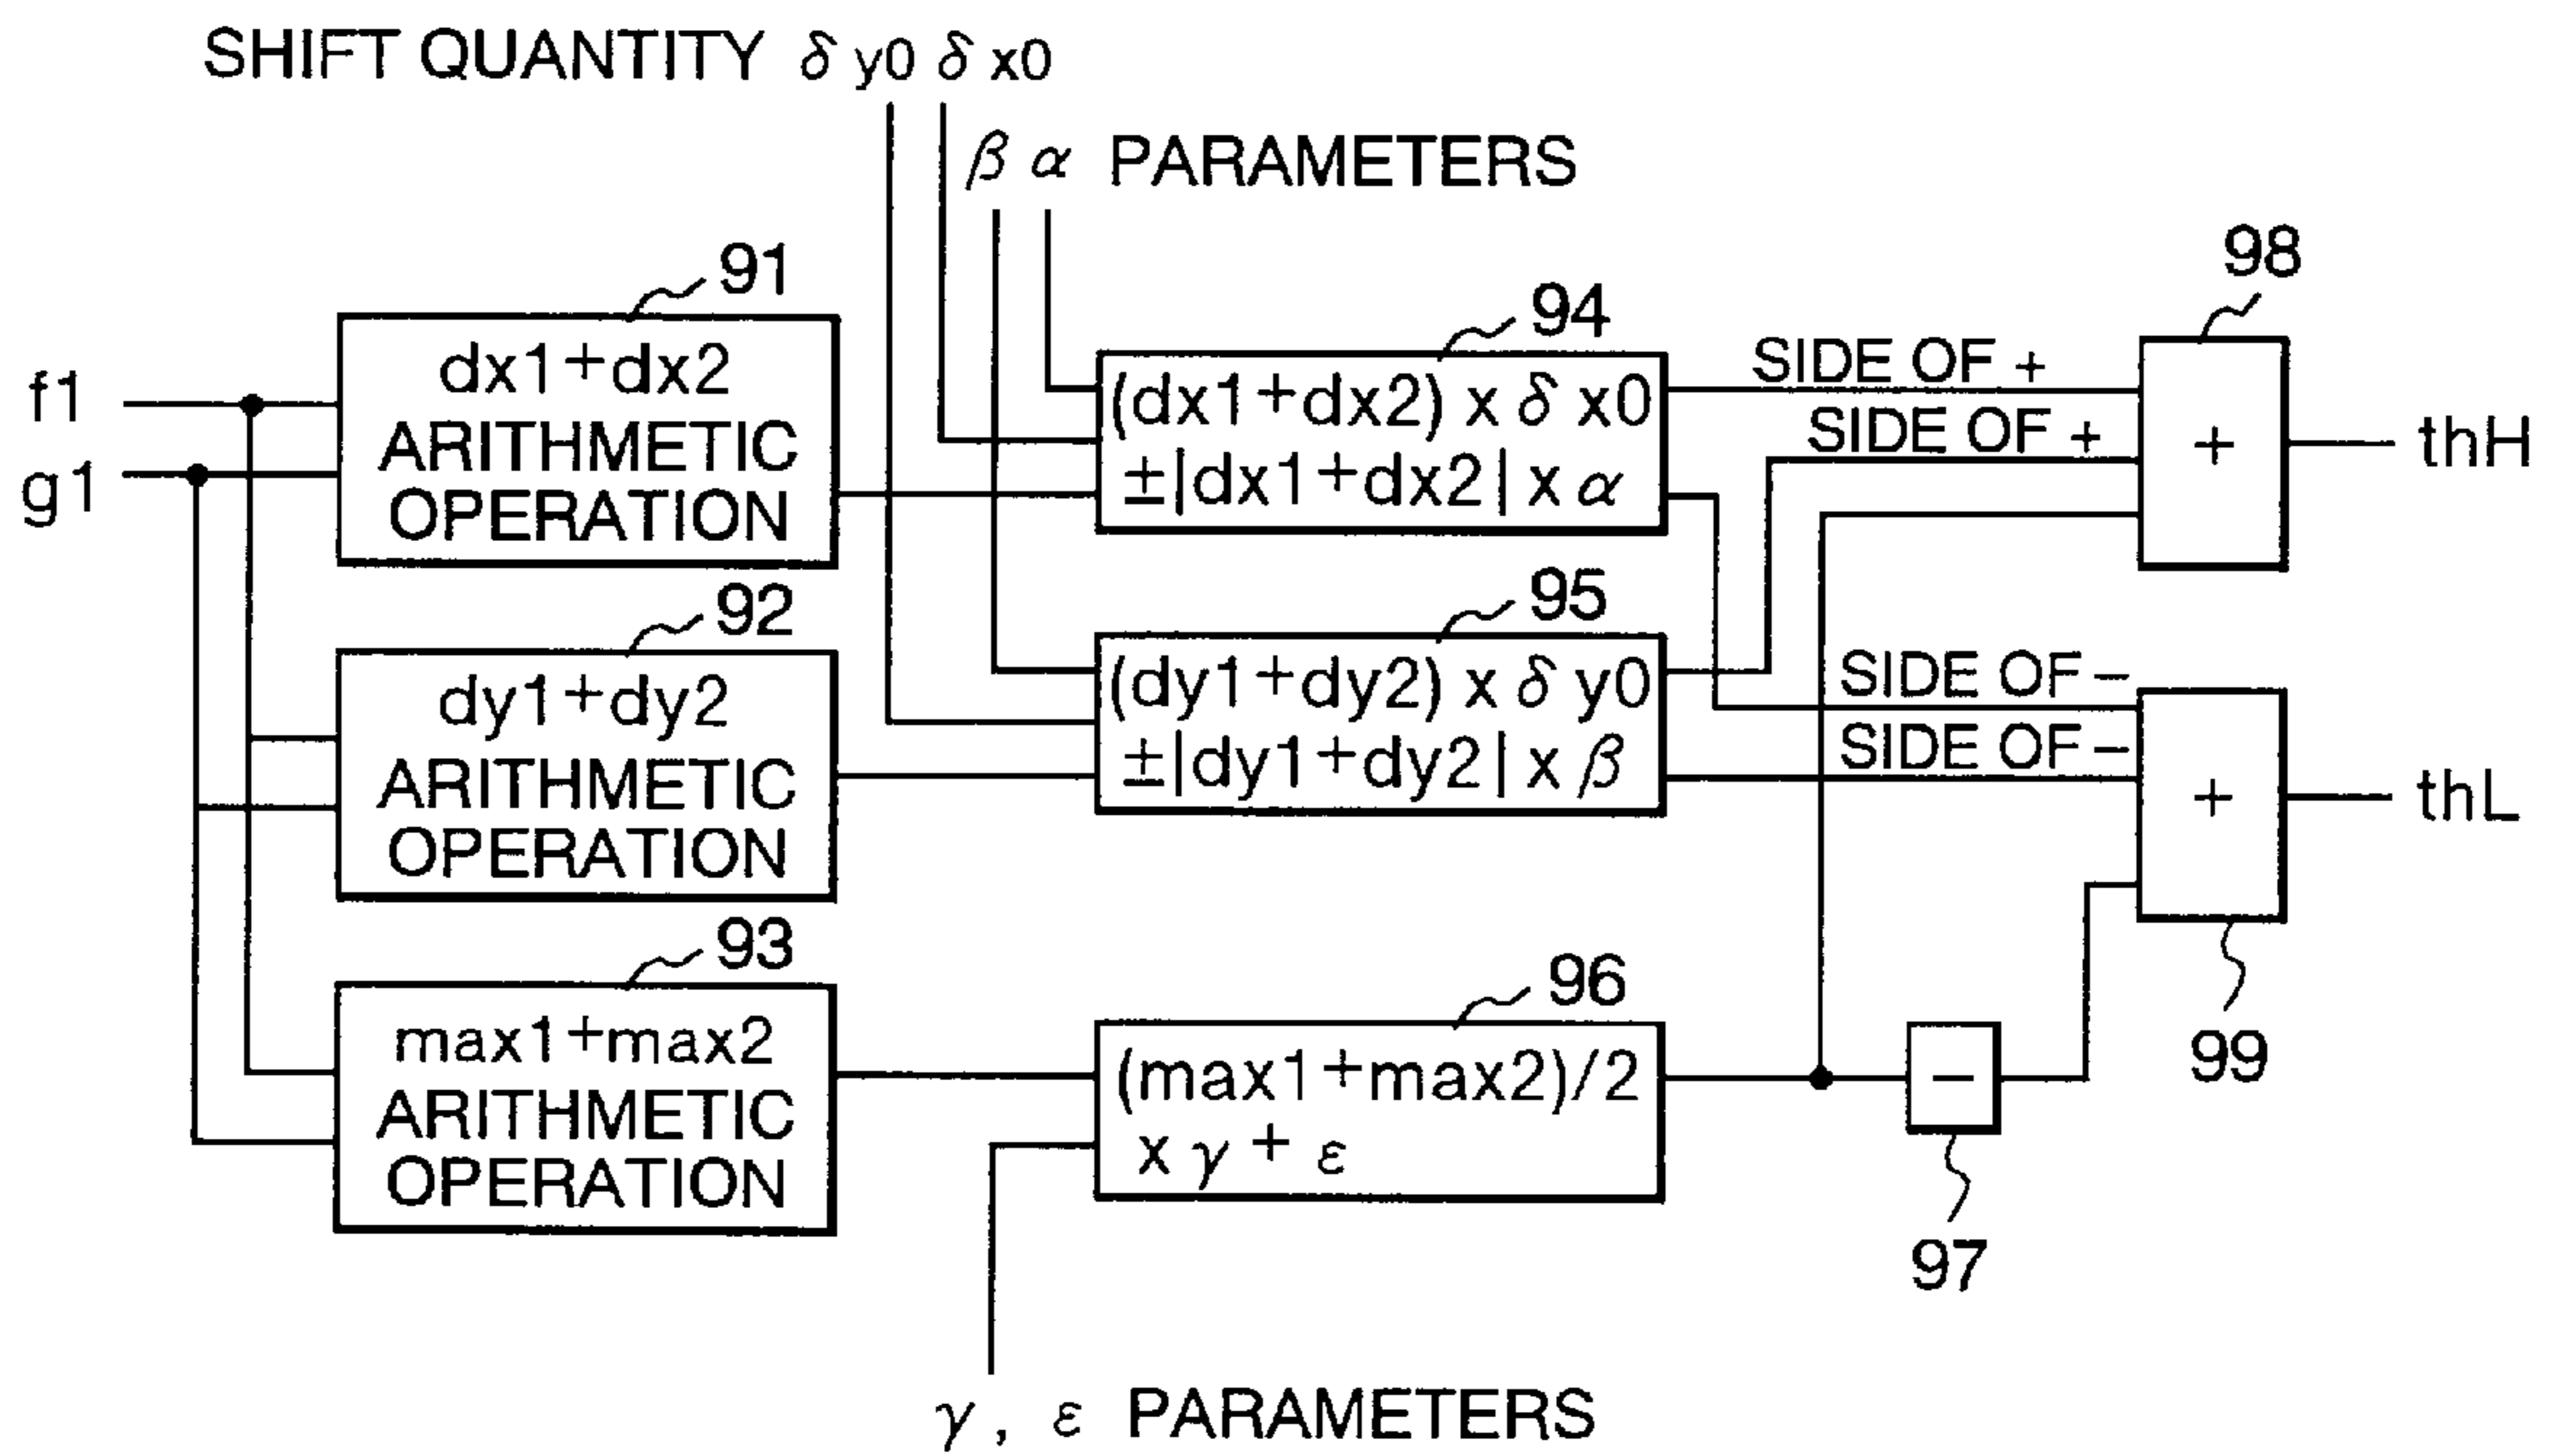 SHIFT QUANTITY δ y0 δ x0
β α PARAMETERS
91
dx1+dx2
ARITHMETIC
OPERATION
f1
g1
94
(dx1+dx2) x δ x0
±|dx1+dx2| x α
SIDE OF +
SIDE OF +
98
+
thH
92
dy1+dy2
ARITHMETIC
OPERATION
95
(dy1+dy2) x δ y0
±|dy1+dy2| x β
SIDE OF −
SIDE OF −
+
thL
99
93
max1+max2
ARITHMETIC
OPERATION
96
(max1+max2)/2
x γ + ε
−
97
γ, ε PARAMETERS